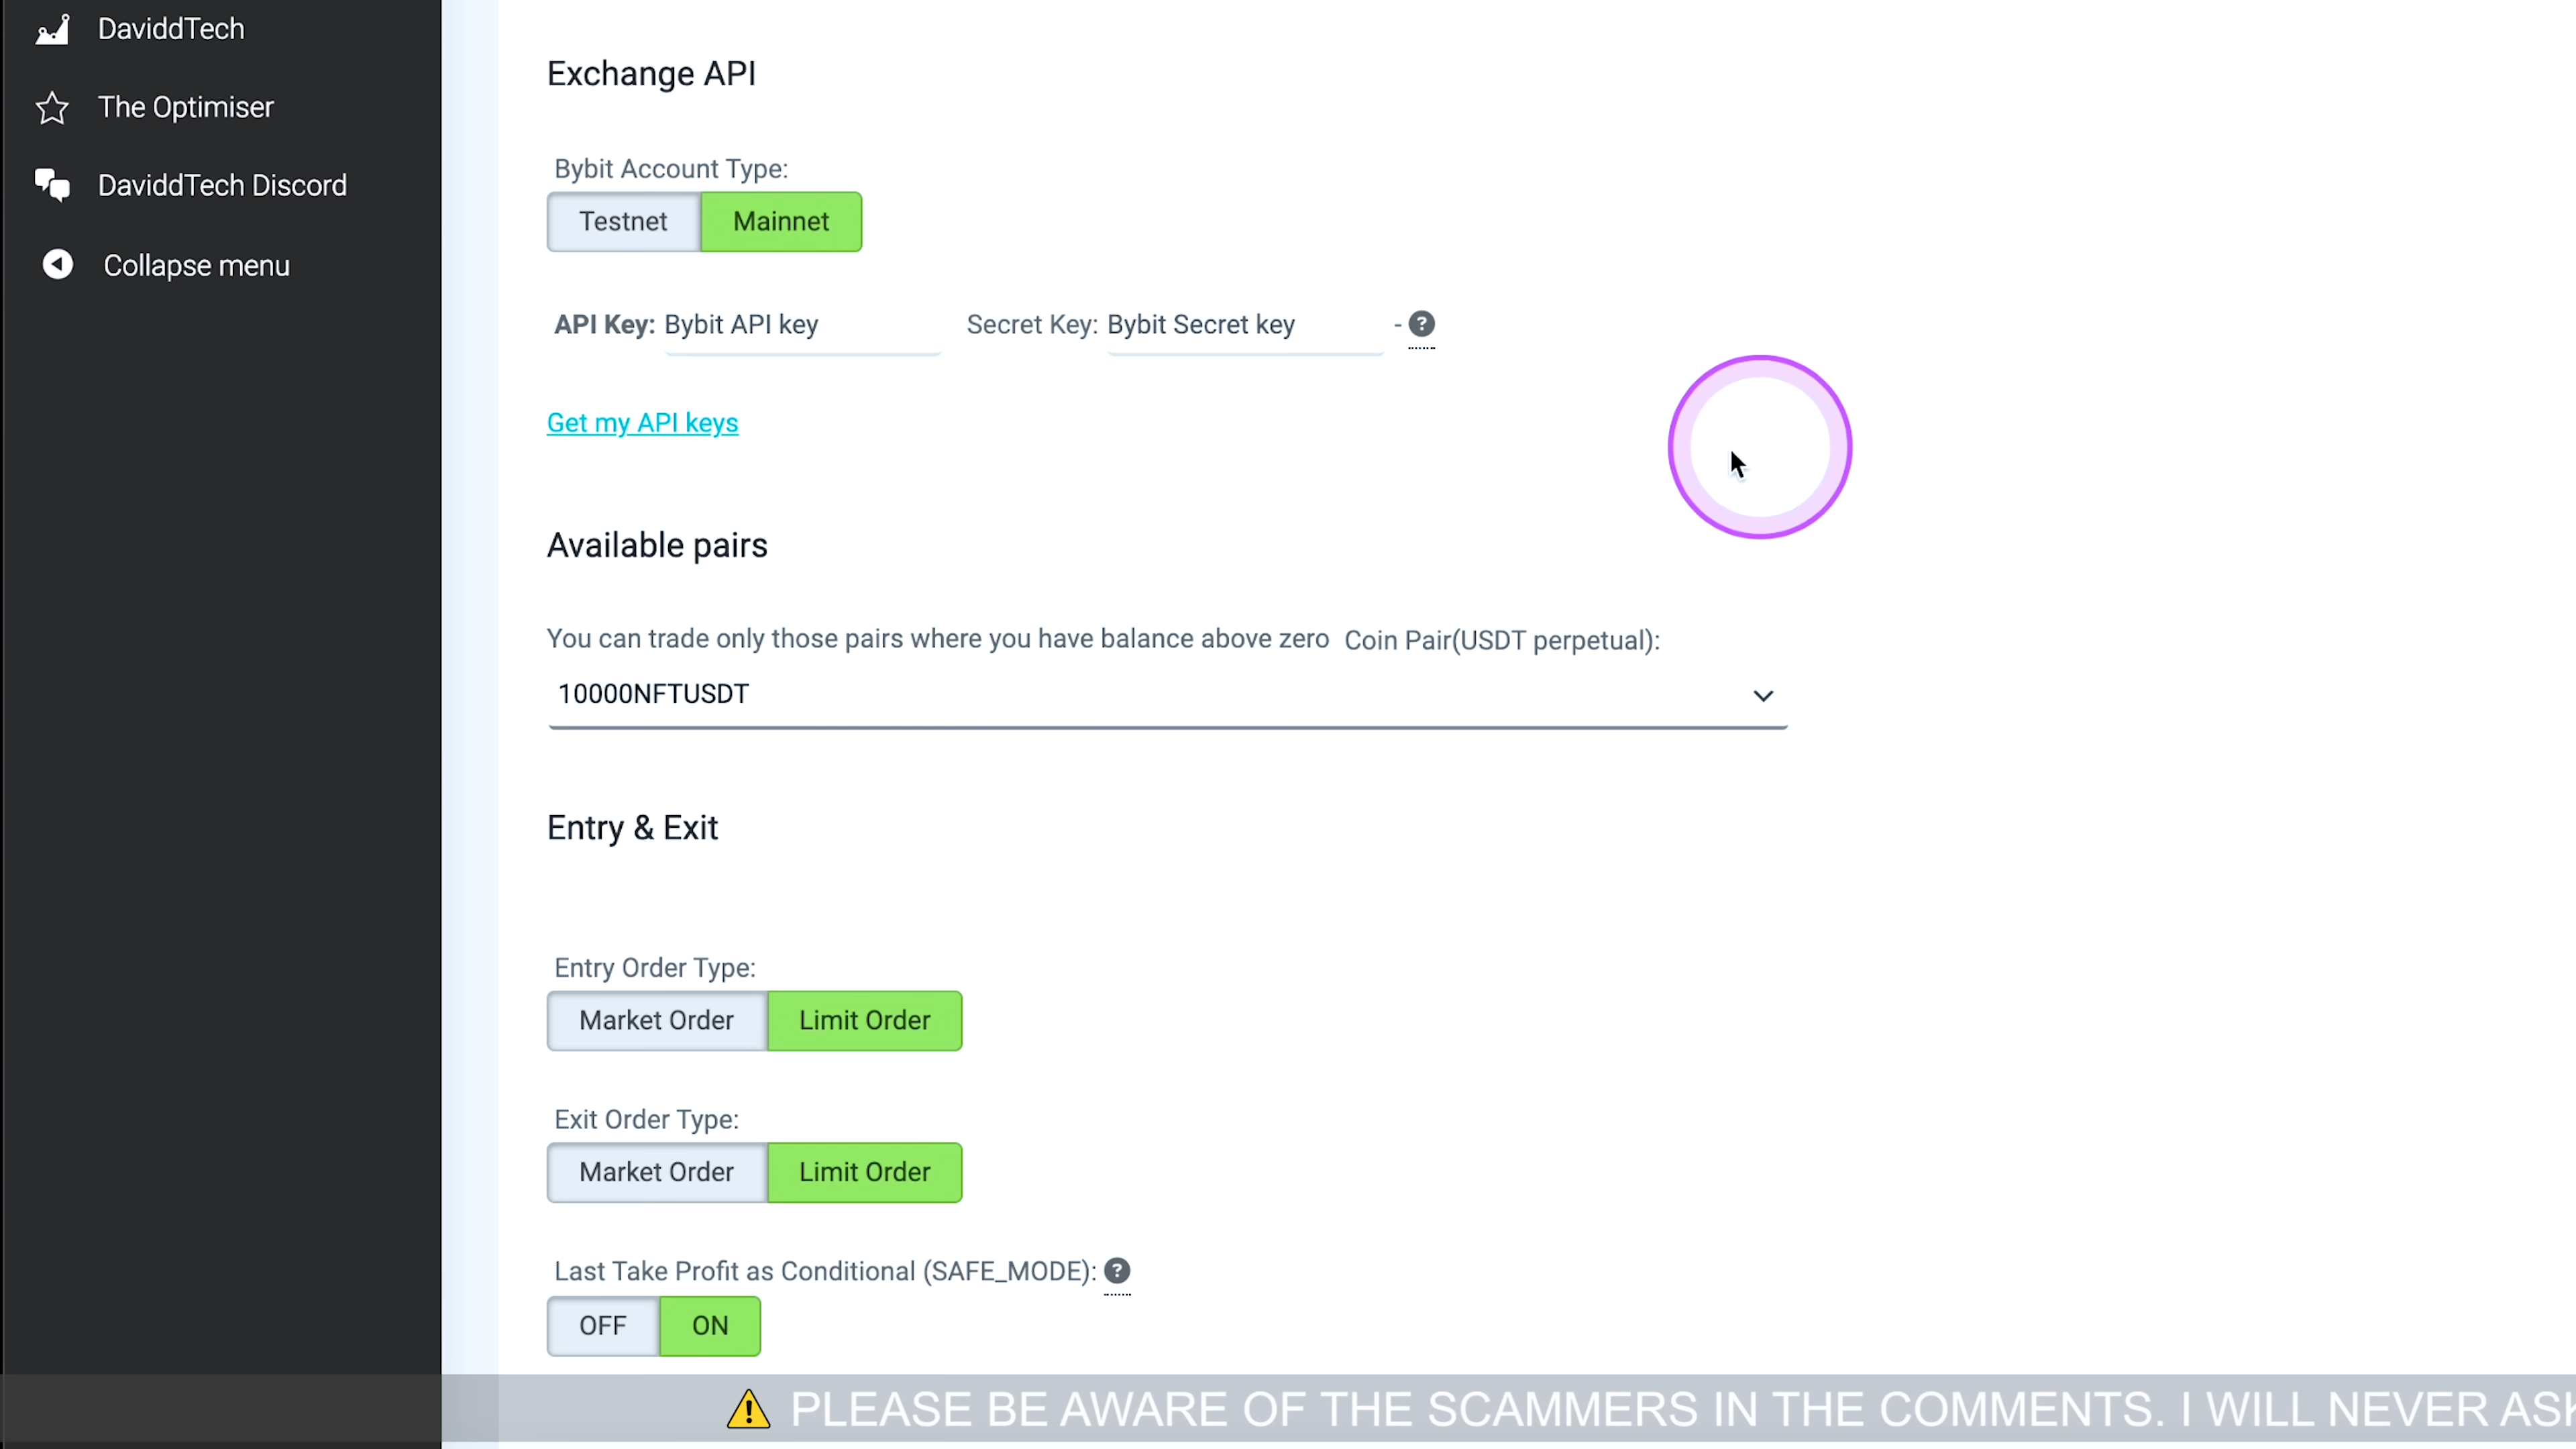 DaviddTech
The Optimiser
DaviddTech Discord
Collapse menu
Exchange API
Bybit Account Type:
Testnet Mainnet
API Key: Bybit API key Secret Key: Bybit Secret key - ?
Get my API keys
Available pairs
You can trade only those pairs where you have balance above zero Coin Pair(USDT perpetual):
10000NFTUSDT
Entry & Exit
Entry Order Type:
Market Order Limit Order
Exit Order Type:
Market Order Limit Order
Last Take Profit as Conditional (SAFE_MODE): ?
OFF ON
⚠ PLEASE BE AWARE OF THE SCAMMERS IN THE COMMENTS. I WILL NEVER ASK